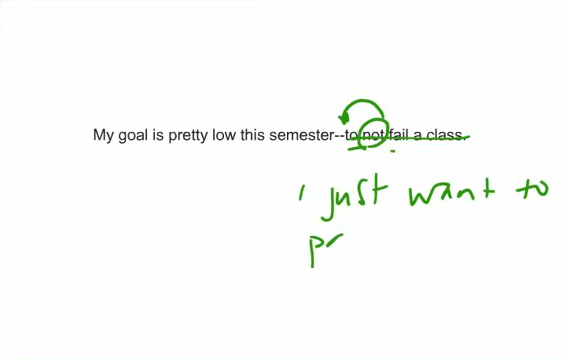 My goal is pretty low this semester--to not fail a class.
I just want to
pr